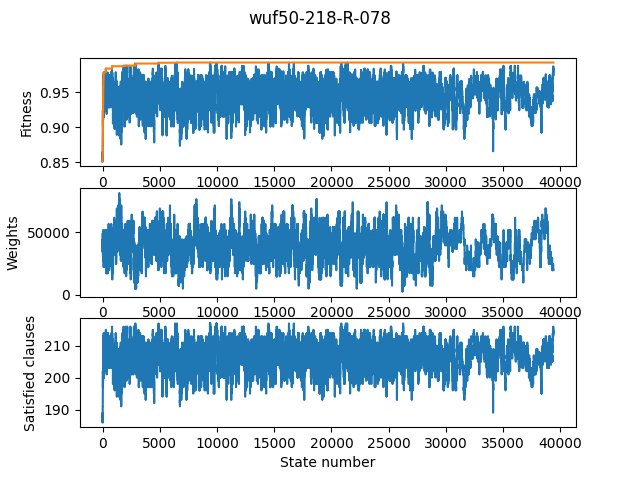 wuf50-218-R-078
0.95
0.90
0.85
Fitness
0 5000 10000 15000 20000 25000 30000 35000 40000
50000
0
Weights
0 5000 10000 15000 20000 25000 30000 35000 40000
210
200
190
Satisfied clauses
0 5000 10000 15000 20000 25000 30000 35000 40000
State number